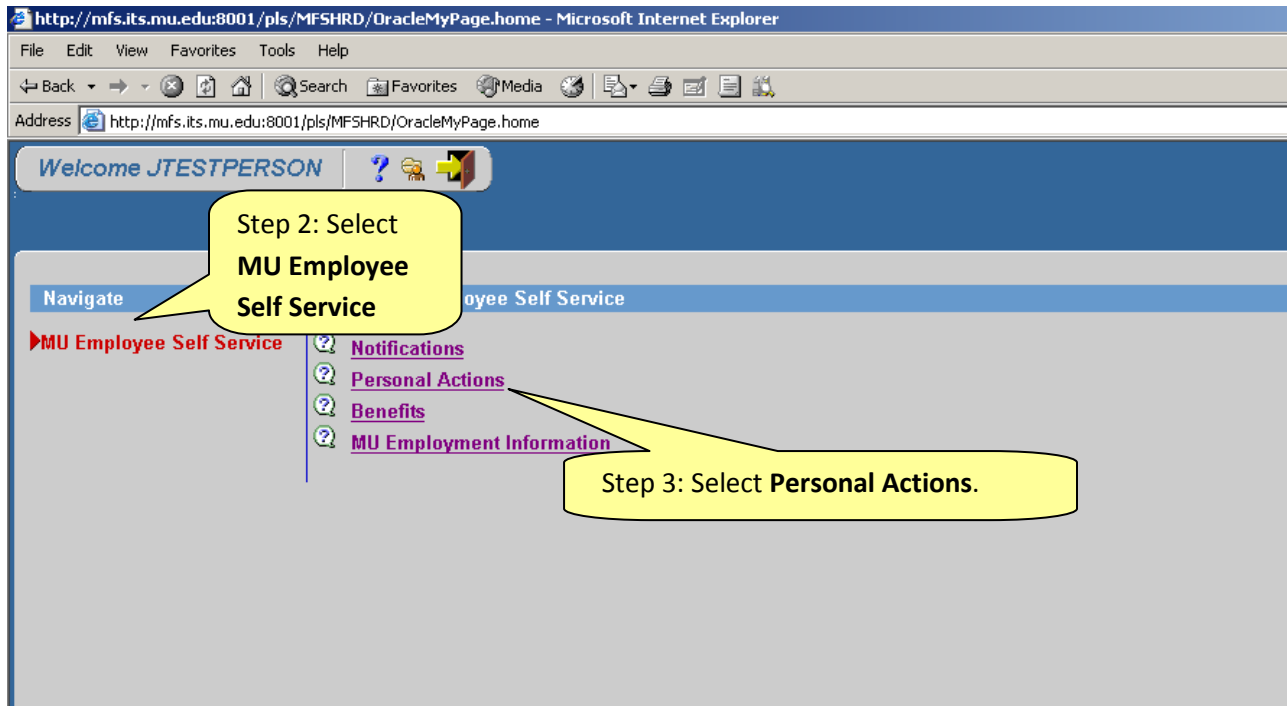 http://mfs.its.mu.edu:8001/pls/MFSHRD/OracleMyPage.home - Microsoft Internet Explorer
File Edit View Favorites Tools Help
Back Search Favorites Media
Address http://mfs.its.mu.edu:8001/pls/MFSHRD/OracleMyPage.home
Welcome JTESTPERSON
Step 2: Select
MU Employee
Self Service
Navigate oyee Self Service
MU Employee Self Service
Notifications
Personal Actions
Benefits
MU Employment Information
Step 3: Select Personal Actions.